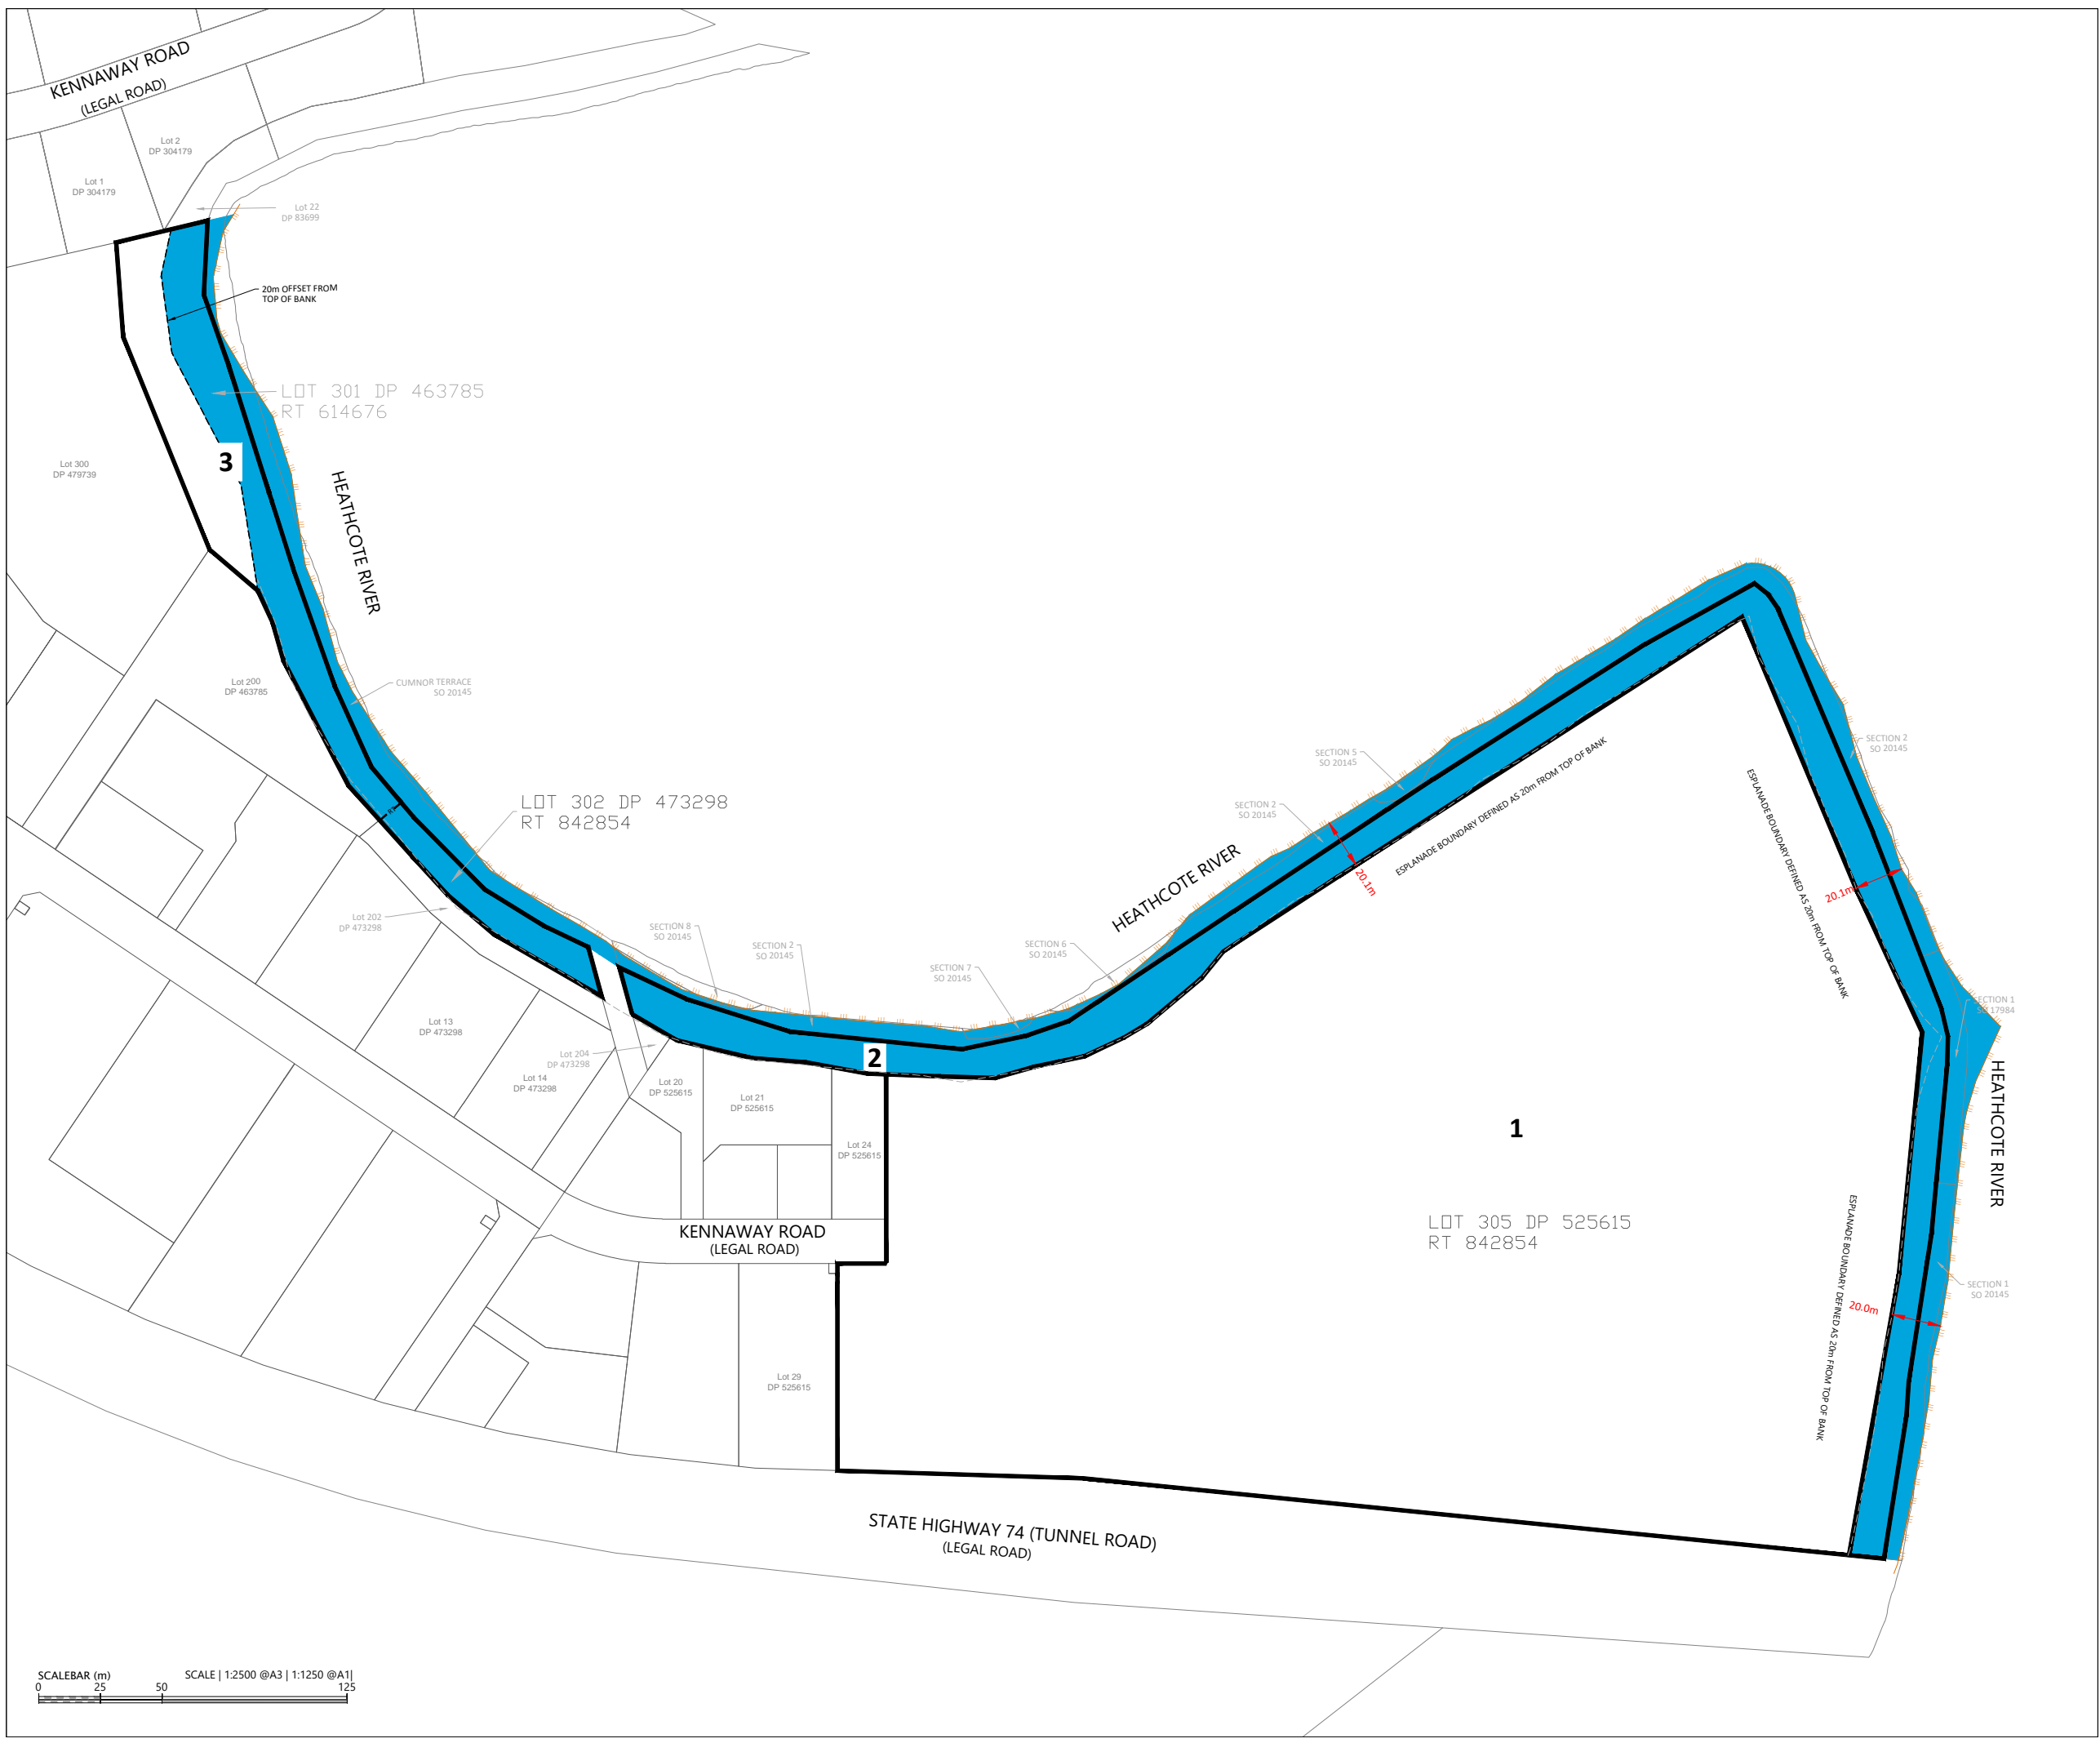 KENNAWAY ROAD
(LEGAL ROAD)
Lot 2
DP 304179
Lot 1
DP 304179
Lot 22
DP 83699
20m OFFSET FROM
TOP OF BANK
LOT 301 DP 463785
RT 614676
3
Lot 300
DP 479739
HEATHCOTE RIVER
CUMNOR TERRACE
SO 20145
Lot 200
DP 463785
LOT 302 DP 473298
RT 842854
Lot 202
DP 473298
SECTION 8
SO 20145
SECTION 2
SO 20145
SECTION 7
SO 20145
SECTION 6
SO 20145
HEATHCOTE RIVER
SECTION 2
SO 20145
SECTION 5
SO 20145
20.1m
ESPLANADE BOUNDARY DEFINED AS 20m FROM TOP OF BANK
SECTION 2
SO 20145
ESPLANADE BOUNDARY DEFINED AS 20m FROM TOP OF BANK
20.1m
SECTION 1
SO 17984
HEATHCOTE RIVER
Lot 13
DP 473298
Lot 204
DP 473298
Lot 14
DP 473298
Lot 20
DP 525615
2
Lot 21
DP 525615
Lot 24
DP 525615
1
LOT 305 DP 525615
RT 842854
KENNAWAY ROAD
(LEGAL ROAD)
ESPLANADE BOUNDARY DEFINED AS 20m FROM TOP OF BANK
20.0m
SECTION 1
SO 20145
Lot 29
DP 525615
STATE HIGHWAY 74 (TUNNEL ROAD)
(LEGAL ROAD)
SCALEBAR (m)
SCALE | 1:2500 @A3 | 1:1250 @A1|
0 25 50 125